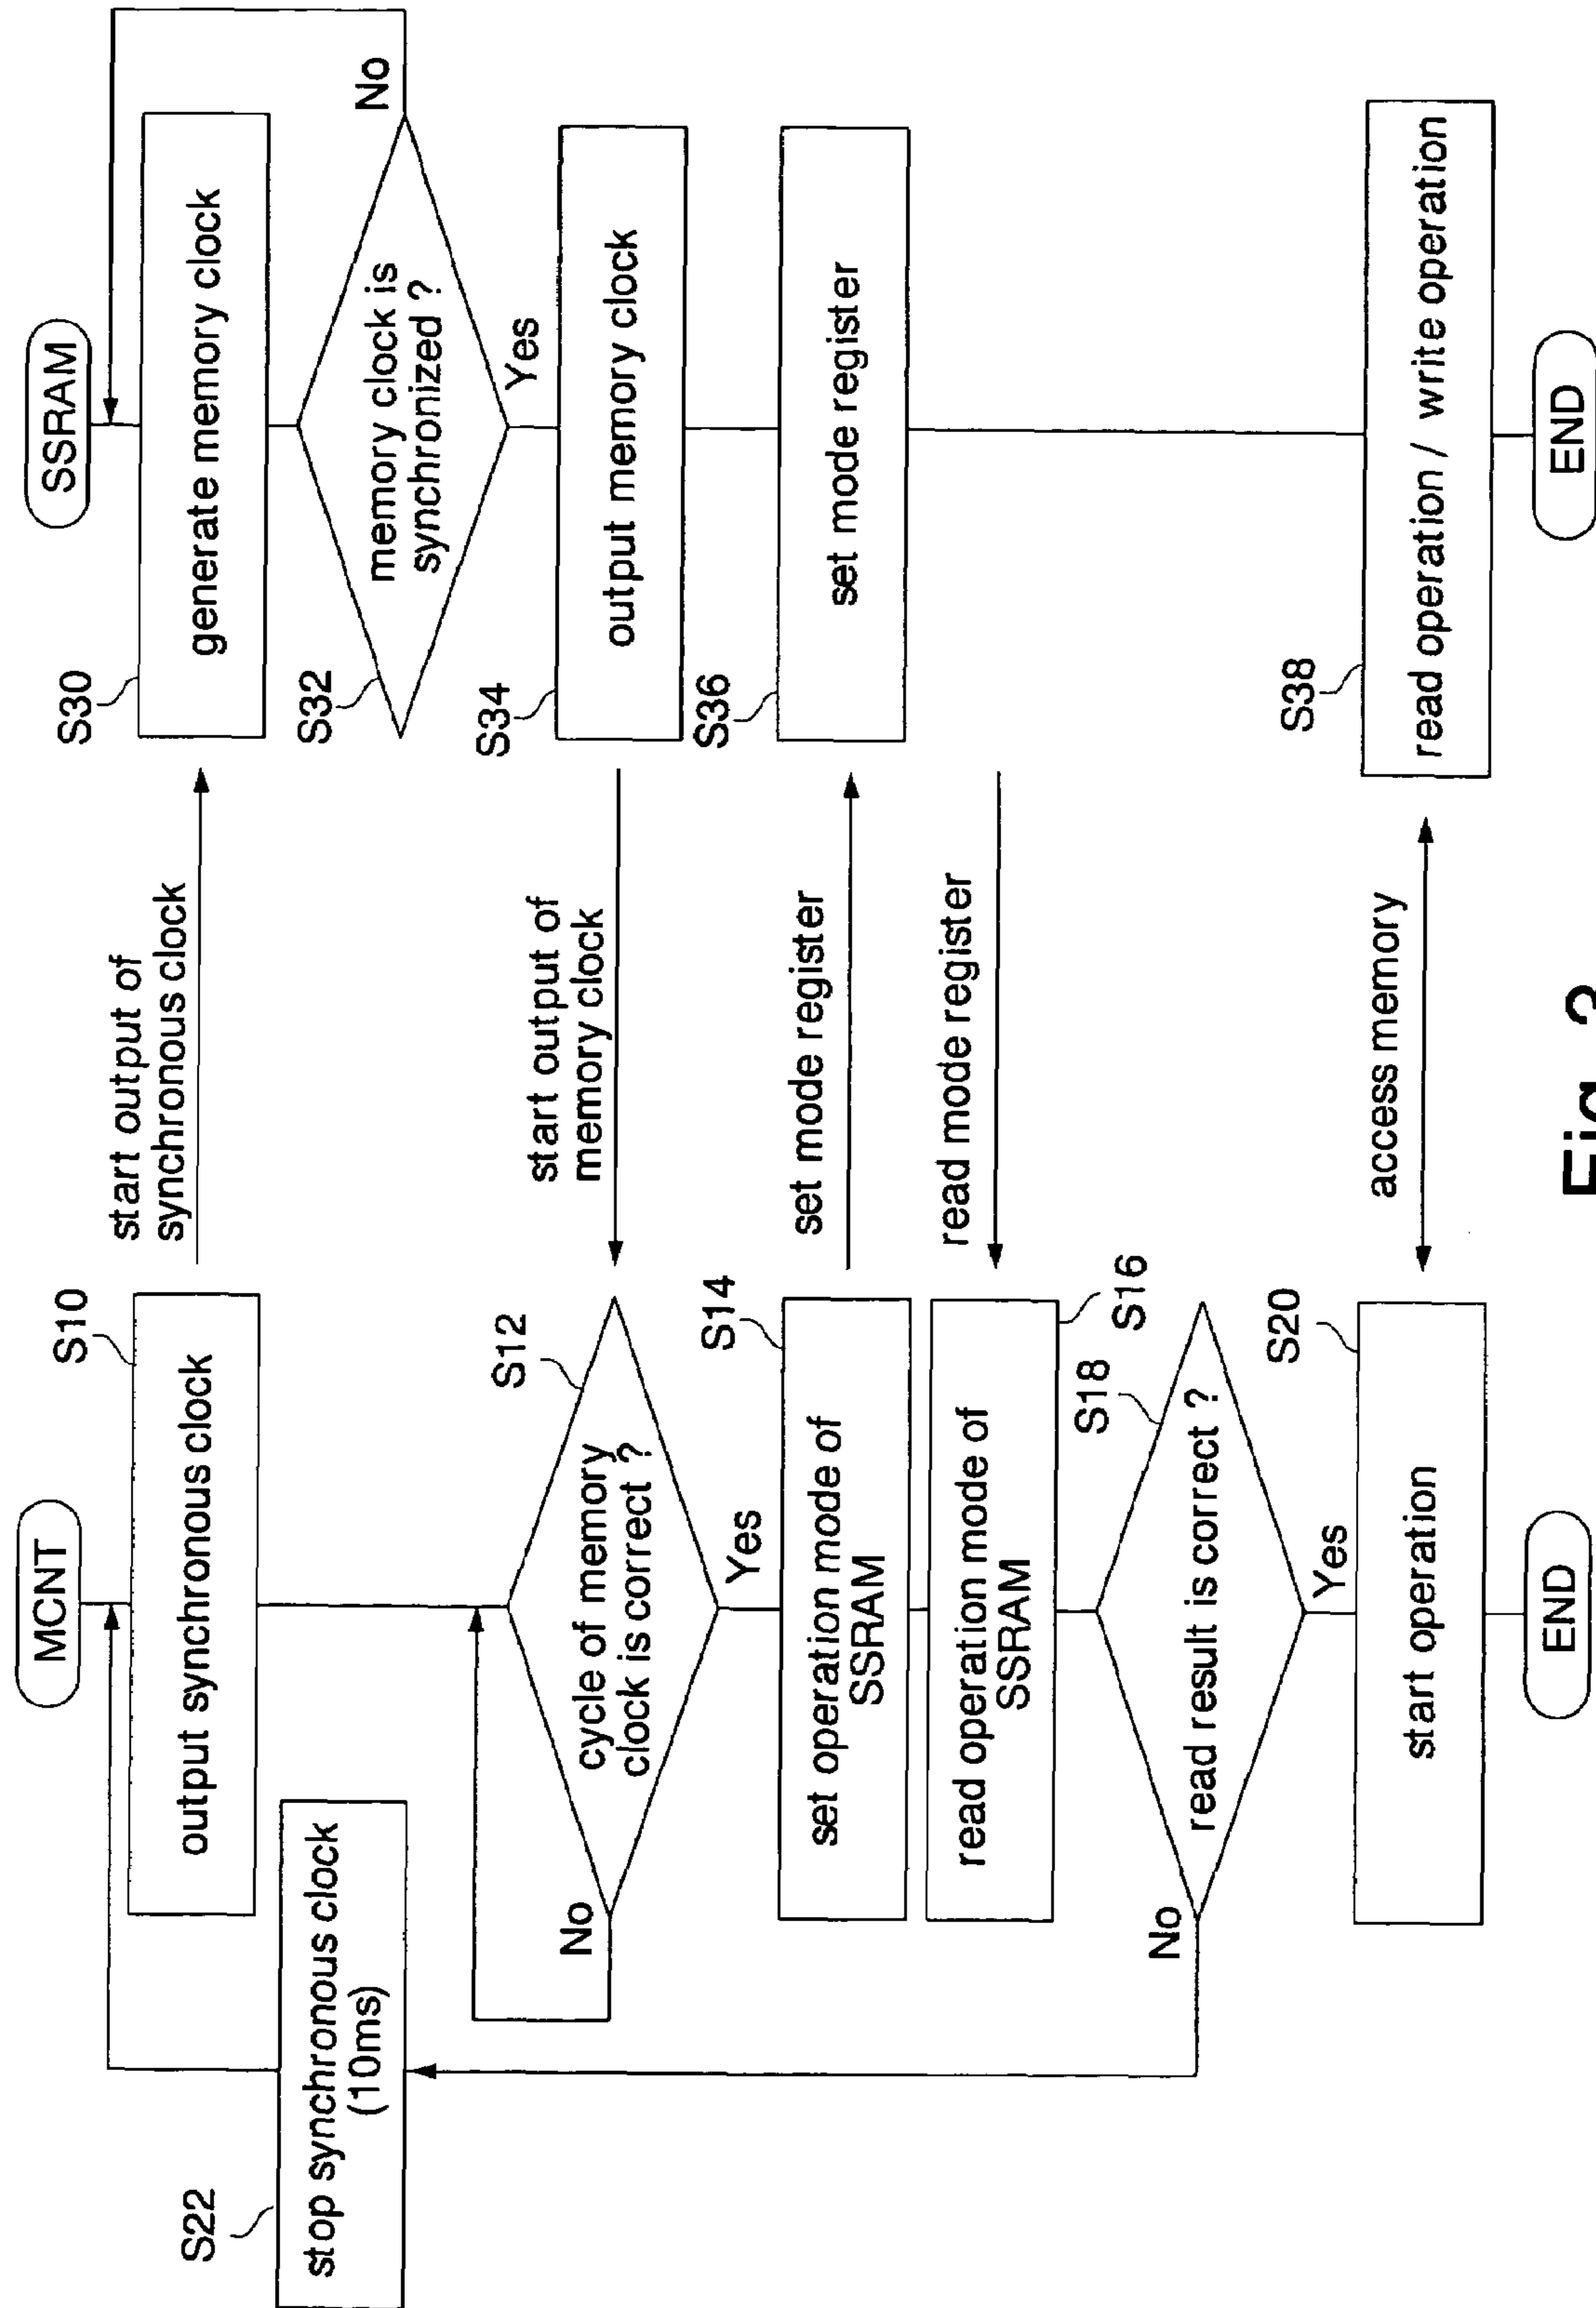 MCNT
SSRAM
S10
output synchronous clock
start output of
synchronous clock
S30
generate memory clock
S22
stop synchronous clock
(10ms)
S32
memory clock is
synchronized ?
No
Yes
S12
cycle of memory
clock is correct ?
No
Yes
start output of
memory clock
S34
output memory clock
S14
set operation mode of
SSRAM
set mode register
S36
set mode register
S16
read operation mode of
SSRAM
read mode register
S18
read result is correct ?
No
Yes
S20
start operation
access memory
S38
read operation / write operation
END
END
Fig.